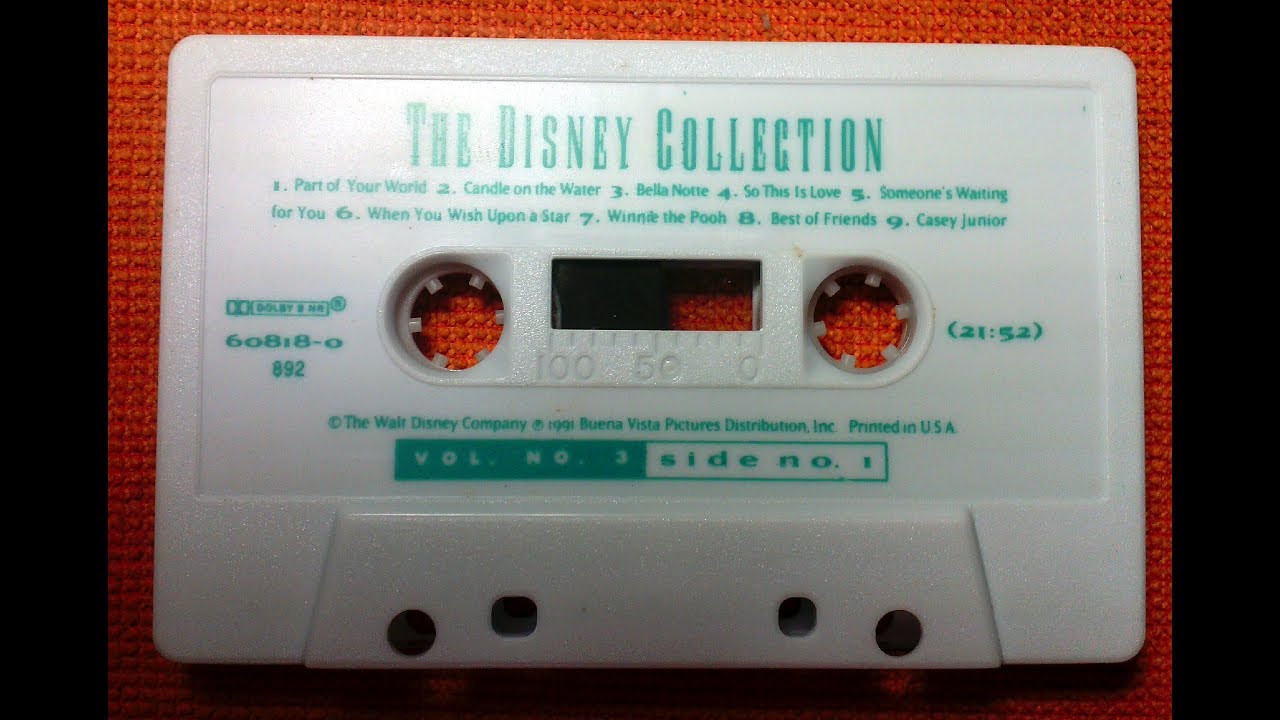 THE DISNEY COLLECTION
1. Part of Your World 2. Candle on the Water 3. Bella Notte 4. So This Is Love 5. Someone's Waiting
for You 6. When You Wish Upon a Star 7. Winnie the Pooh 8. Best of Friends 9. Casey Junior
DOLBY B NR®
60818-0
892
(21:52)
100 50 0
© The Walt Disney Company ℗ 1991 Buena Vista Pictures Distribution, Inc. Printed in U.S.A.
VOL. NO. 3 side no. 1